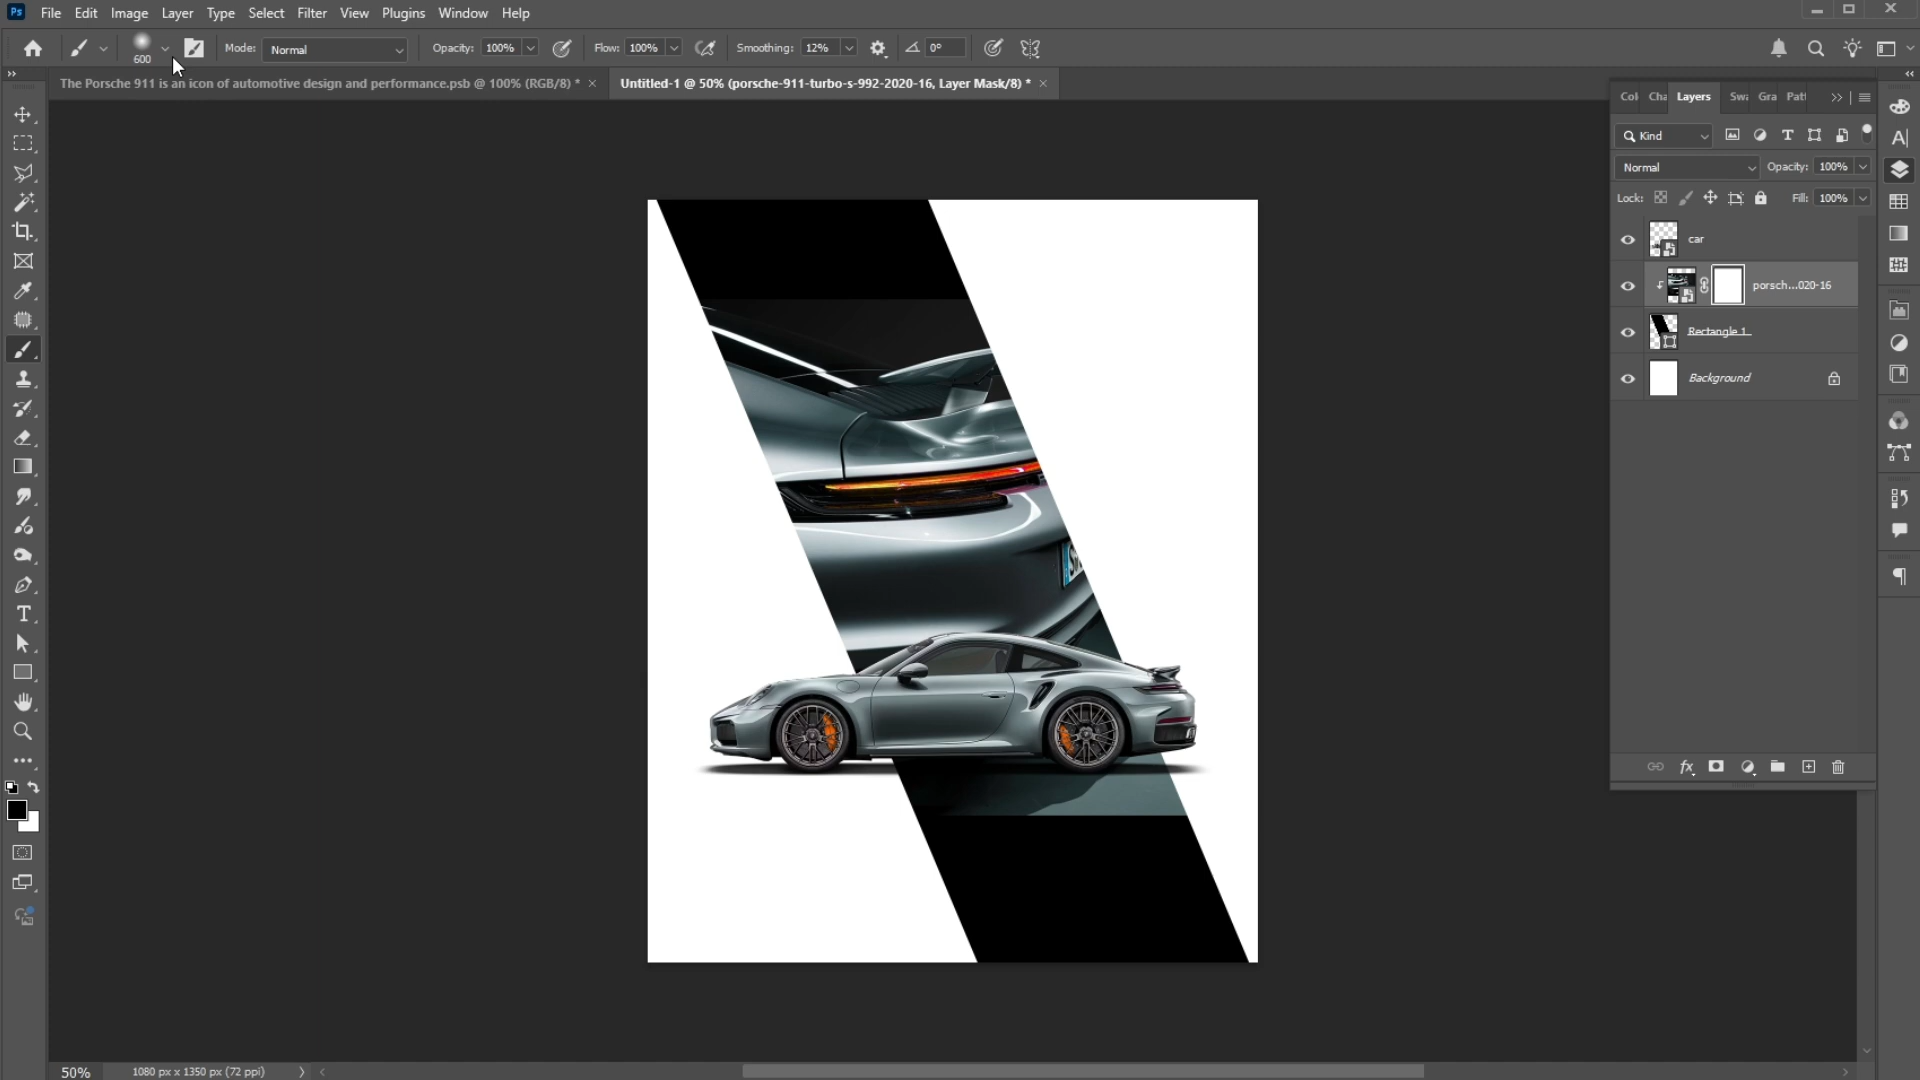 Ps File Edit Image Layer Type Select Filter View Plugins Window Help
600 Mode: Normal Opacity: 100% Flow: 100% Smoothing: 12% 0°
The Porsche 911 is an icon of automotive design and performance.psb @ 100% (RGB/8) * Untitled-1 @ 50% (porsche-911-turbo-s-992-2020-16, Layer Mask/8) *
Col Cha Layers Swa Gra Patt
Kind
Normal Opacity: 100%
Lock: Fill: 100%
car
porsch...020-16
Rectangle 1
Background
50% 1080 px x 1350 px (72 ppi)